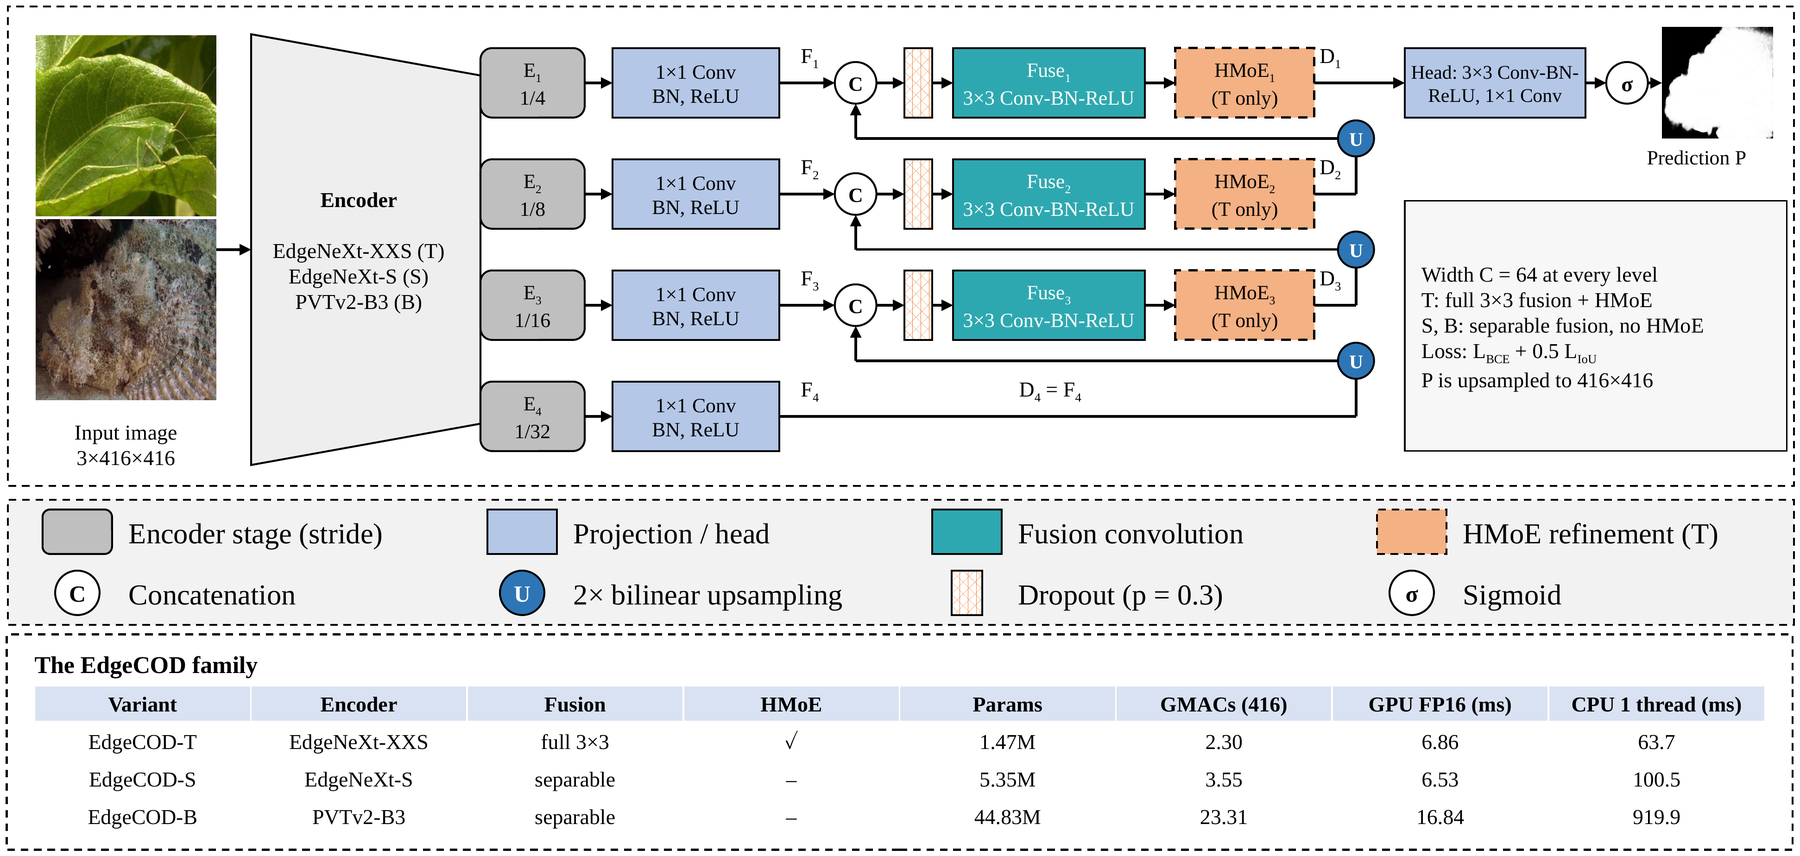 Input image
3×416×416
Encoder
EdgeNeXt-XXS (T)
EdgeNeXt-S (S)
PVTv2-B3 (B)
E1
1/4
1×1 Conv
BN, ReLU
F1
C
Fuse1
3×3 Conv-BN-ReLU
HMoE1
(T only)
D1
Head: 3×3 Conv-BN-
ReLU, 1×1 Conv
σ
Prediction P
U
E2
1/8
1×1 Conv
BN, ReLU
F2
C
Fuse2
3×3 Conv-BN-ReLU
HMoE2
(T only)
D2
U
E3
1/16
1×1 Conv
BN, ReLU
F3
C
Fuse3
3×3 Conv-BN-ReLU
HMoE3
(T only)
D3
U
E4
1/32
1×1 Conv
BN, ReLU
F4
D4 = F4
Width C = 64 at every level
T: full 3×3 fusion + HMoE
S, B: separable fusion, no HMoE
Loss: LBCE + 0.5 LIoU
P is upsampled to 416×416
Encoder stage (stride)
Projection / head
Fusion convolution
HMoE refinement (T)
C Concatenation
U 2× bilinear upsampling
Dropout (p = 0.3)
σ Sigmoid
The EdgeCOD family
Variant Encoder Fusion HMoE Params GMACs (416) GPU FP16 (ms) CPU 1 thread (ms)
EdgeCOD-T EdgeNeXt-XXS full 3×3 √ 1.47M 2.30 6.86 63.7
EdgeCOD-S EdgeNeXt-S separable – 5.35M 3.55 6.53 100.5
EdgeCOD-B PVTv2-B3 separable – 44.83M 23.31 16.84 919.9